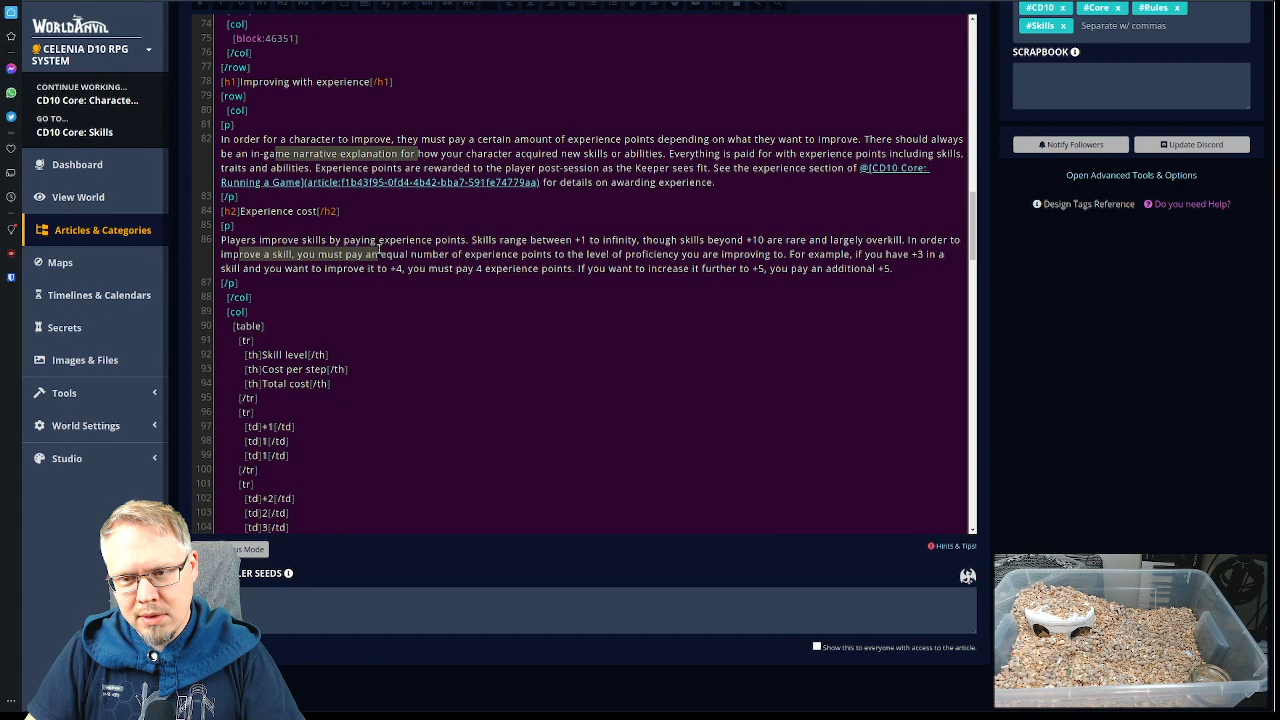 WORLDANVIL
CELENIA D10 RPG
SYSTEM
CONTINUE WORKING...
CD10 Core: Characte...
GO TO...
CD10 Core: Skills
Dashboard
View World
Articles & Categories
Maps
Timelines & Calendars
Secrets
Images & Files
Tools
World Settings
Studio
74
[col]
75
[block:46351]
76
[/col]
77
[/row]
78
[h1]Improving with experience[/h1]
79
[row]
80
[col]
81
[p]
82
In order for a character to improve, they must pay a certain amount of experience points depending on what they want to improve. There should always
be an in-game narrative explanation for how your character acquired new skills or abilities. Everything is paid for with experience points including skills,
traits and abilities. Experience points are rewarded to the player post-session as the Keeper sees fit. See the experience section of @[CD10 Core:
Running a Game](article:f1b43f95-0fd4-4b42-bba7-591fe74779aa) for details on awarding experience.
83
[/p]
84
[h2]Experience cost[/h2]
85
[p]
86
Players improve skills by paying experience points. Skills range between +1 to infinity, though skills beyond +10 are rare and largely overkill. In order to
improve a skill, you must pay an equal number of experience points to the level of proficiency you are improving to. For example, if you have +3 in a
skill and you want to improve it to +4, you must pay 4 experience points. If you want to increase it further to +5, you pay an additional +5.
87
[/p]
88
[/col]
89
[col]
90
[table]
91
[tr]
92
[th]Skill level[/th]
93
[th]Cost per step[/th]
94
[th]Total cost[/th]
95
[/tr]
96
[tr]
97
[td]+1[/td]
98
[td]1[/td]
99
[td]1[/td]
100
[/tr]
101
[tr]
102
[td]+2[/td]
103
[td]2[/td]
104
[td]3[/td]
Mode
Hints & Tips!
SEEDS
Show this to everyone with access to the article.
#CD10 x
#Core x
#Rules x
#Skills x
Separate w/ commas
SCRAPBOOK
Notify Followers
Update Discord
Open Advanced Tools & Options
Design Tags Reference
Do you need Help?